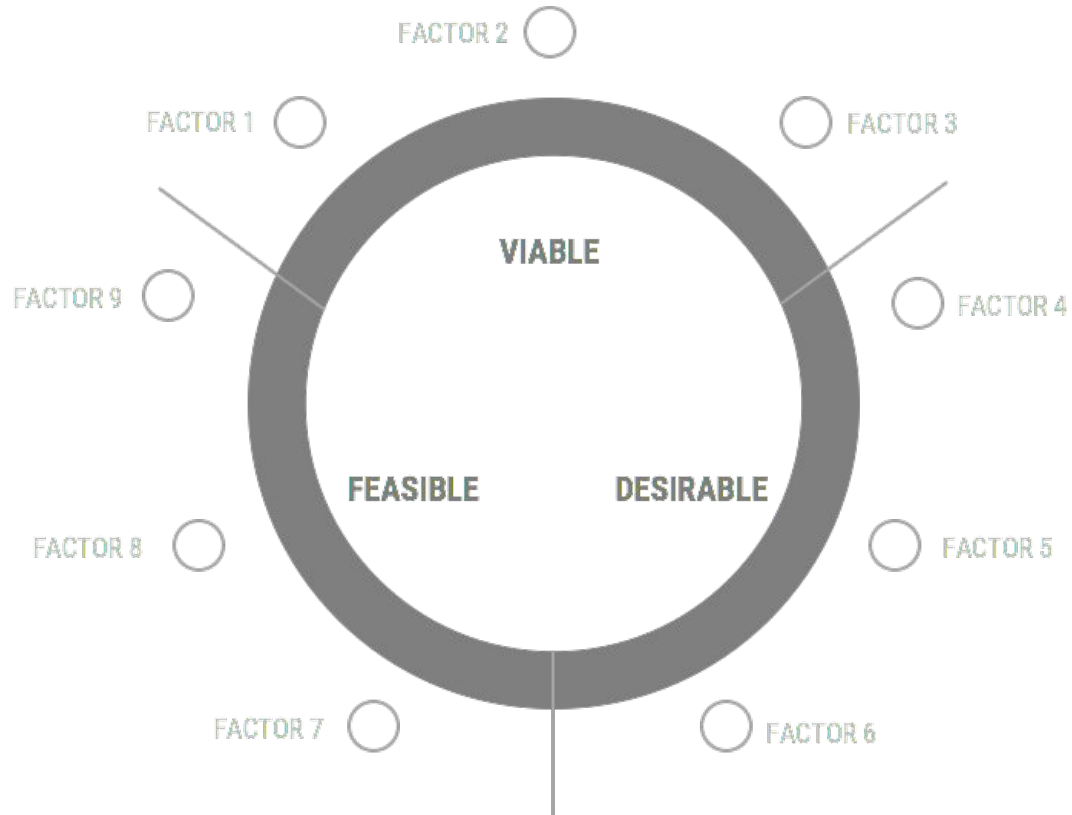 FACTOR 2
FACTOR 1
FACTOR 3
VIABLE
FACTOR 9
FACTOR 4
FEASIBLE
DESIRABLE
FACTOR 8
FACTOR 5
FACTOR 7
FACTOR 6